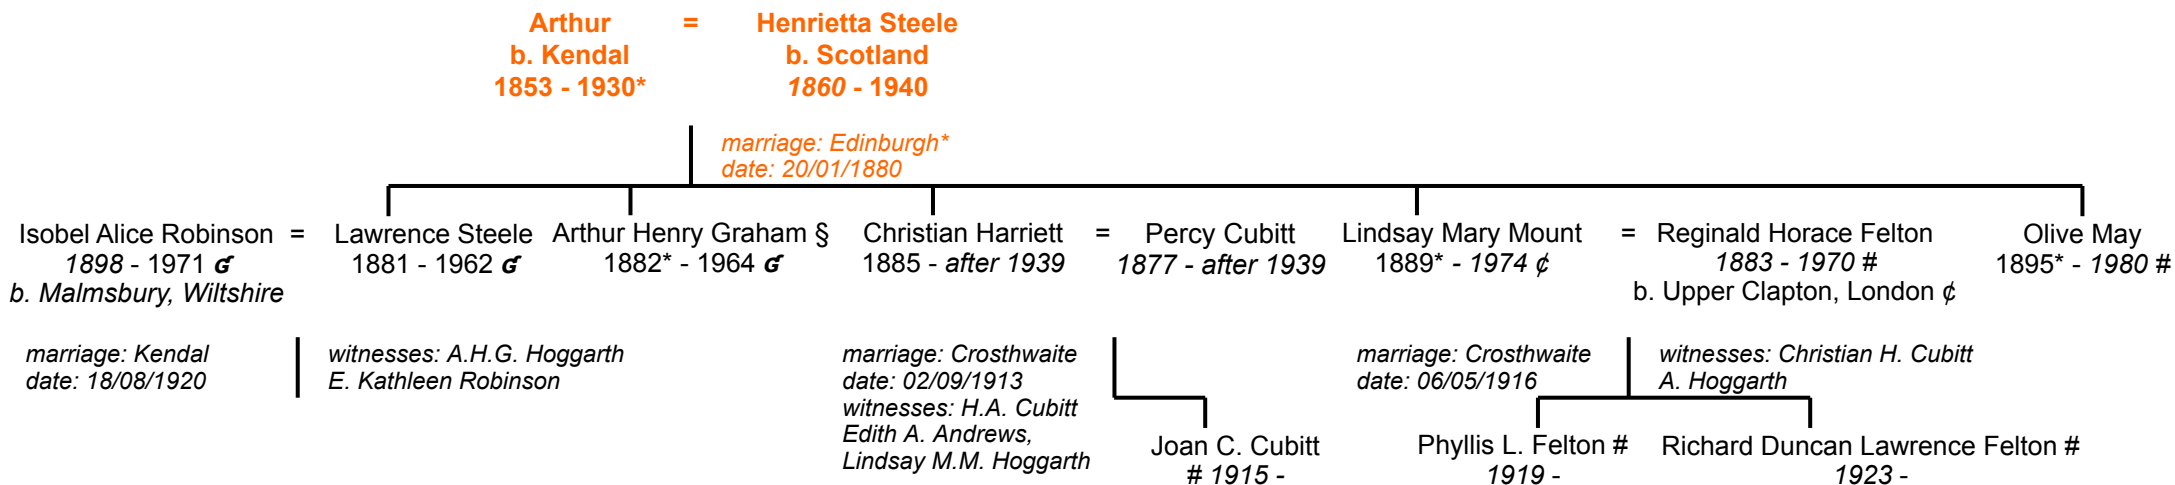 Arthur = Henrietta Steele
b. Kendal b. Scotland
1853 - 1930* 1860 - 1940
marriage: Edinburgh*
date: 20/01/1880
Isobel Alice Robinson = Lawrence Steele Arthur Henry Graham § Christian Harriett = Percy Cubitt Lindsay Mary Mount = Reginald Horace Felton Olive May
1898 - 1971 ɠ 1881 - 1962 ɠ 1882* - 1964 ɠ 1885 - after 1939 1877 - after 1939 1889* - 1974 ¢ 1883 - 1970 # 1895* - 1980 #
b. Malmsbury, Wiltshire b. Upper Clapton, London ¢
marriage: Kendal witnesses: A.H.G. Hoggarth marriage: Crosthwaite marriage: Crosthwaite witnesses: Christian H. Cubitt
date: 18/08/1920 E. Kathleen Robinson date: 02/09/1913 date: 06/05/1916 A. Hoggarth
witnesses: H.A. Cubitt
Edith A. Andrews,
Lindsay M.M. Hoggarth
Joan C. Cubitt Phyllis L. Felton # Richard Duncan Lawrence Felton #
# 1915 - 1919 - 1923 -